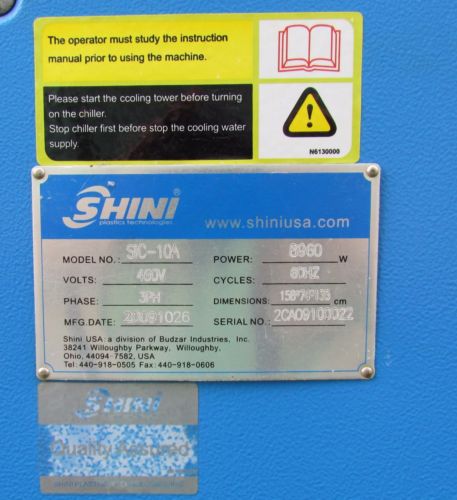 The operator must study the instruction
manual prior to using the machine.
Please start the cooling tower before turning
on the chiller.
Stop chiller first before stop the cooling water
supply.
N6130000
SHINI®
plastics technologies
www.shiniusa.com
MODEL NO.: SIC-10A POWER: 8960 W
VOLTS: 460V CYCLES: 60HZ
PHASE: 3PH DIMENSIONS: cm
MFG.DATE: 20091026 SERIAL NO.: 2CA09100022
Shini USA: a division of Budzar Industries, Inc.
38241 Willoughby Parkway, Willoughby,
Ohio, 44094-7582, USA
Tel:440-918-0505 Fax:440-918-0606
SHINI
Quality Assured